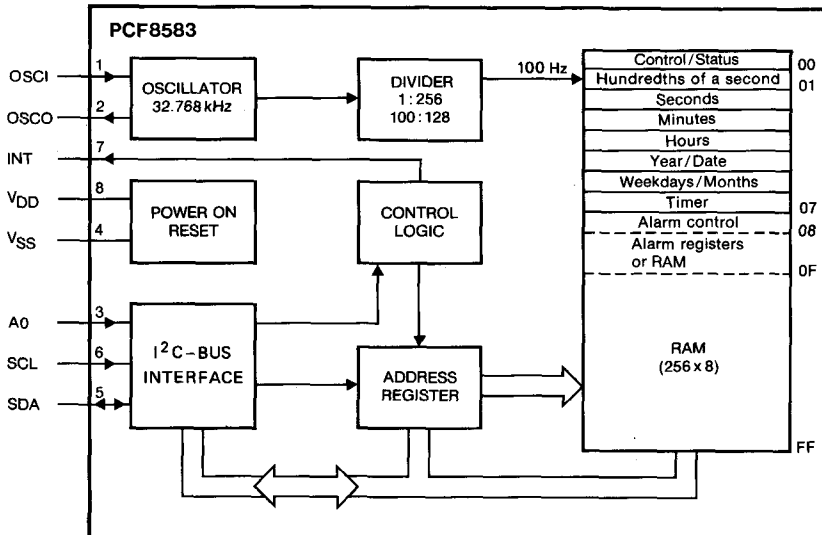 PCF8583
OSCI
1
OSCILLATOR
32.768 kHz
DIVIDER
1 : 256
100 : 128
100 Hz
Control/Status
00
Hundredths of a second
01
OSCO
2
Seconds
Minutes
INT
7
Hours
Year/Date
VDD
8
POWER ON
RESET
CONTROL
LOGIC
Weekdays/Months
Timer
07
VSS
4
Alarm control
08
Alarm registers
or RAM
0F
A0
3
I²C-BUS
INTERFACE
SCL
6
SDA
5
ADDRESS
REGISTER
RAM
(256 x 8)
FF